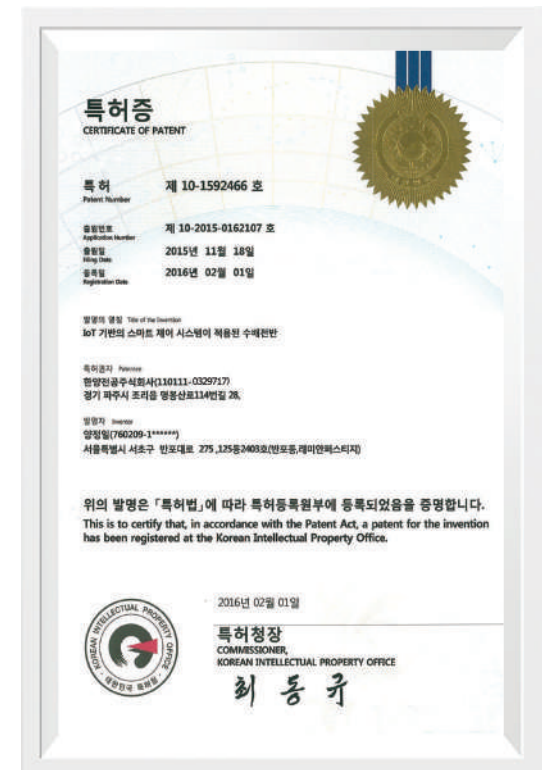 특허증
CERTIFICATE OF PATENT
특 허 제 10-1592466 호
Patent Number
출원번호 제 10-2015-0162107 호
Application Number
출원일 2015년 11월 18일
Filing Date
등록일 2016년 02월 01일
Registration Date
발명의 명칭 Title of the Invention
IoT 기반의 스마트 제어 시스템이 적용된 수배전반
특허권자 Patentee
한양전공주식회사(110111-0329717)
경기 파주시 조리읍 명봉산로114번길 28,
발명자 Inventor
양정일(760209-1******)
서울특별시 서초구 반포대로 275 ,125동2403호(반포동,래미안퍼스티지)
위의 발명은 「특허법」에 따라 특허등록원부에 등록되었음을 증명합니다.
This is to certify that, in accordance with the Patent Act, a patent for the invention
has been registered at the Korean Intellectual Property Office.
2016년 02월 01일
특허청장
COMMISSIONER,
KOREAN INTELLECTUAL PROPERTY OFFICE
최 동 규
KOREAN INTELLECTUAL PROPERTY OFFICE
대한민국 특허청